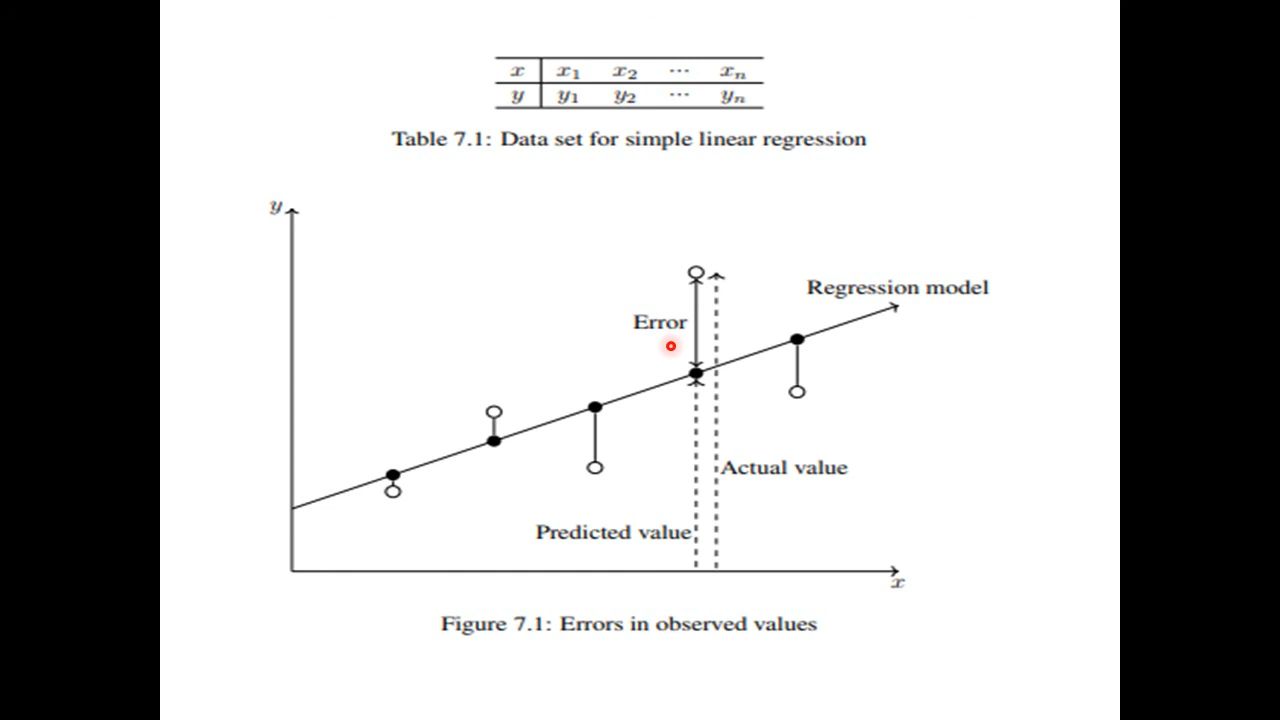 x x₁ x₂ ... xₙ
y y₁ y₂ ... yₙ
Table 7.1: Data set for simple linear regression
y
Regression model
Error
Actual value
Predicted value
x
Figure 7.1: Errors in observed values